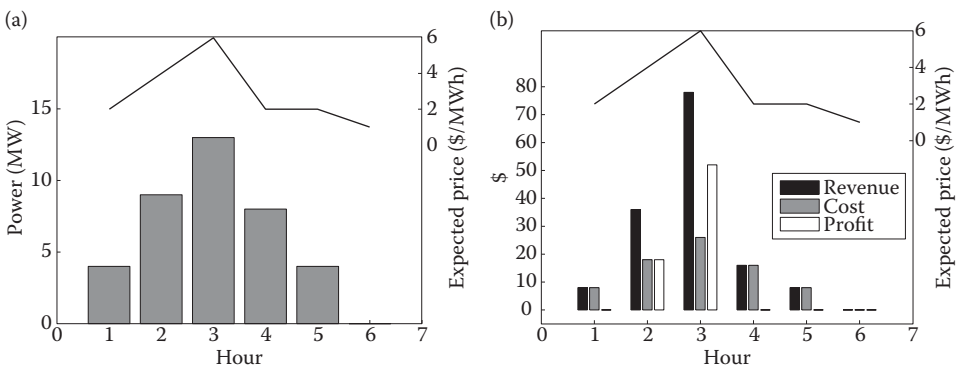 (a)
Power (MW)
15
10
5
0
0 1 2 3 4 5 6 7
Hour
6
4
2
0
Expected price ($/MWh)
(b)
$
80
70
60
50
40
30
20
10
0
0 1 2 3 4 5 6 7
Hour
6
4
2
0
Expected price ($/MWh)
Revenue
Cost
Profit